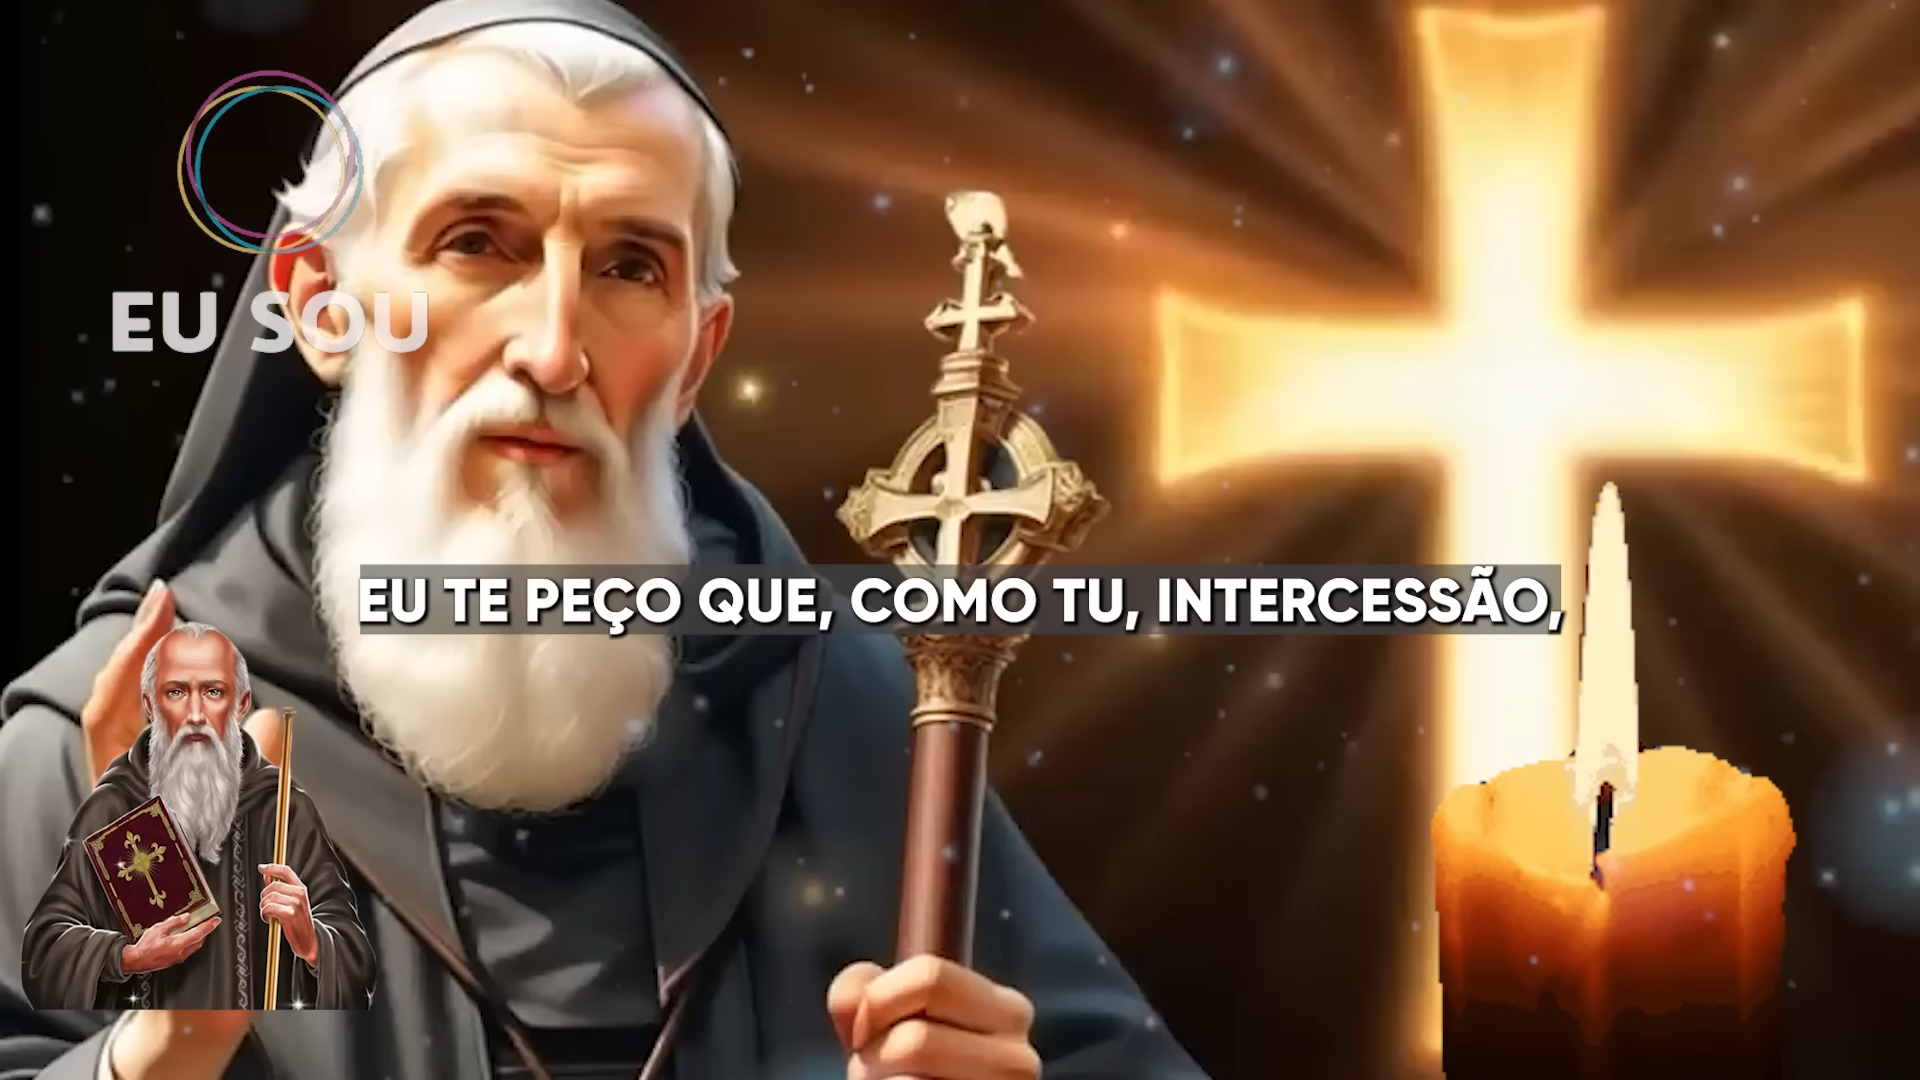 EU SOU
EU TE PEÇO QUE, COMO TU, INTERCESSÃO,